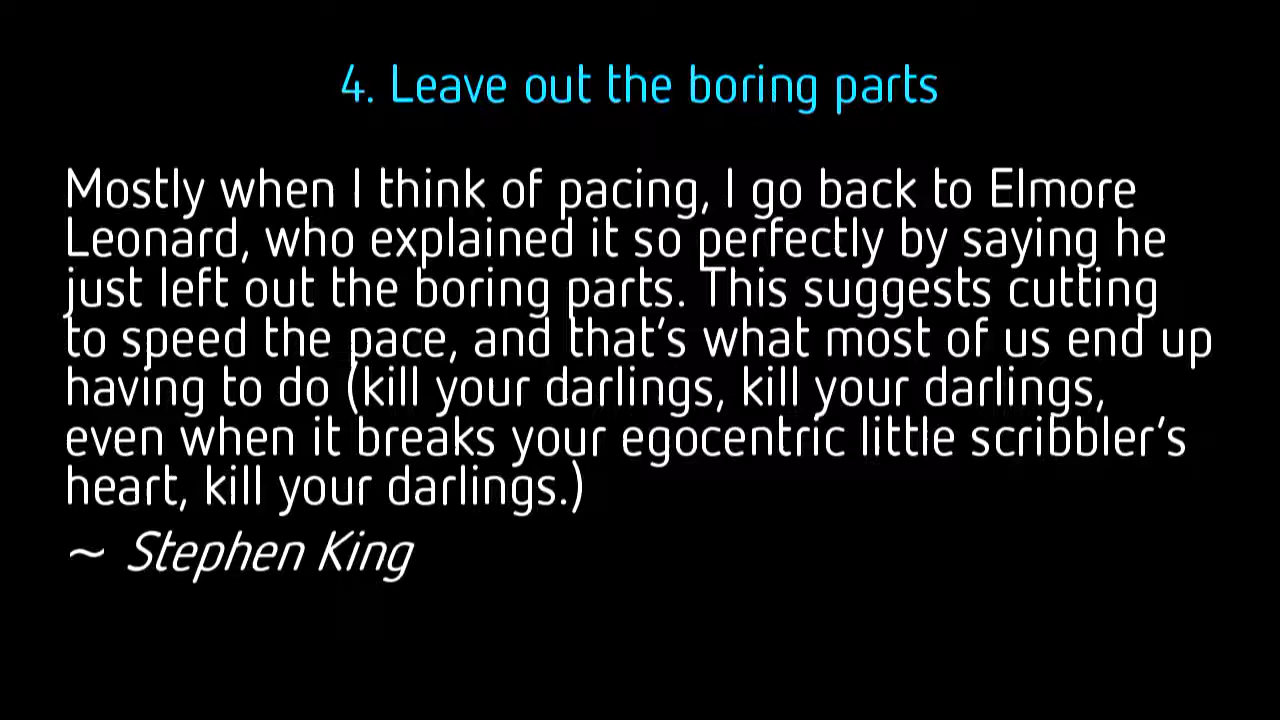 4. Leave out the boring parts
Mostly when I think of pacing, I go back to Elmore
Leonard, who explained it so perfectly by saying he
just left out the boring parts. This suggests cutting
to speed the pace, and that's what most of us end up
having to do (kill your darlings, kill your darlings,
even when it breaks your egocentric little scribbler's
heart, kill your darlings.)
~ Stephen King